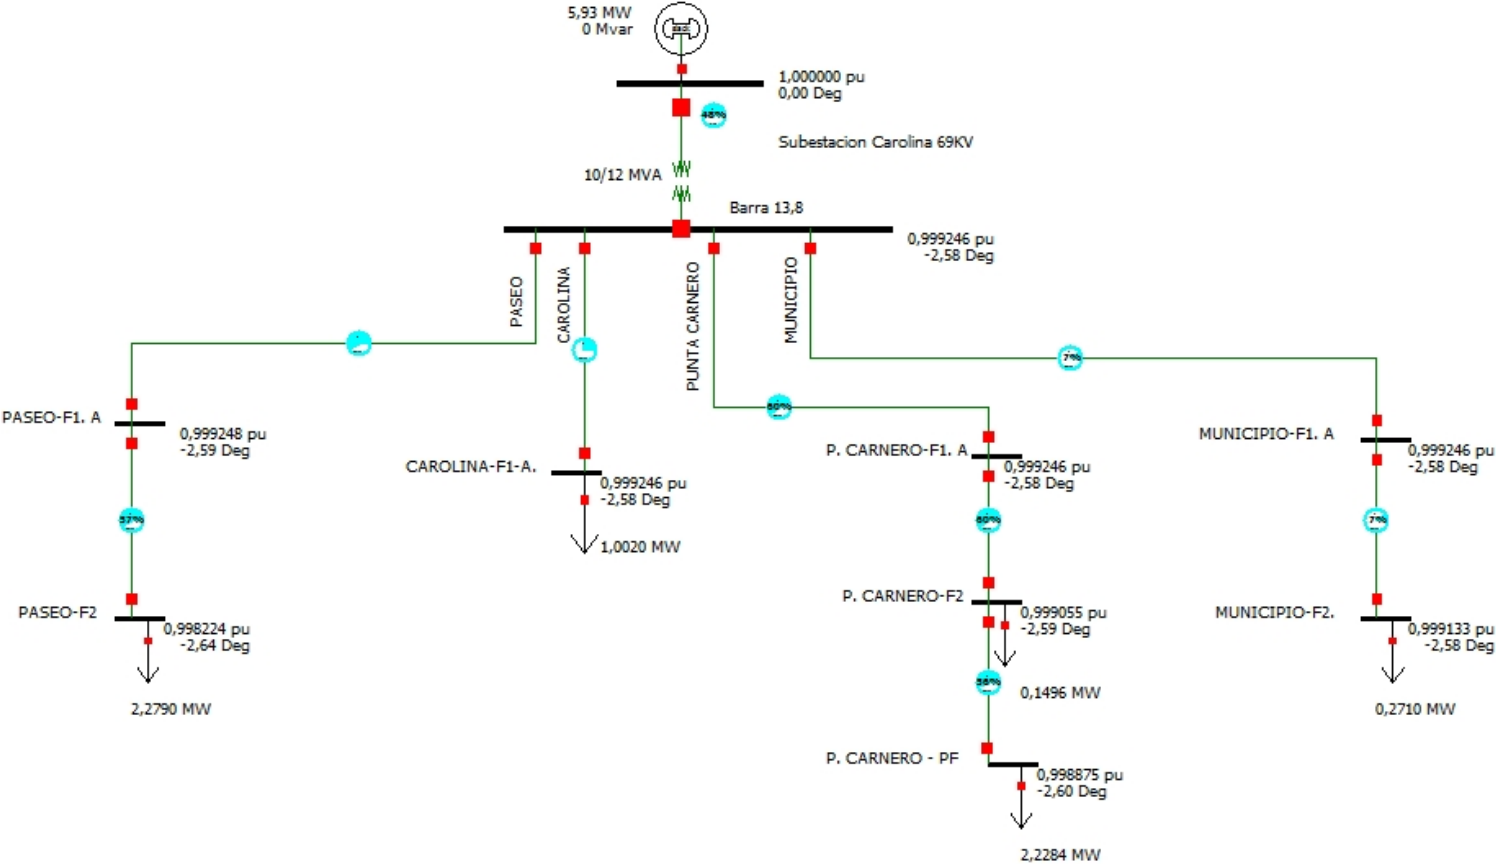 5,93 MW
0 Mvar
1,000000 pu
0,00 Deg
48%
Subestacion Carolina 69KV
10/12 MVA
Barra 13,8
0,999246 pu
-2,58 Deg
PASEO
CAROLINA
PUNTA CARNERO
MUNICIPIO
7%
60%
PASEO-F1. A
0,999248 pu
-2,59 Deg
CAROLINA-F1-A.
0,999246 pu
-2,58 Deg
1,0020 MW
P. CARNERO-F1. A
0,999246 pu
-2,58 Deg
MUNICIPIO-F1. A
0,999246 pu
-2,58 Deg
57%
60%
7%
PASEO-F2
0,998224 pu
-2,64 Deg
2,2790 MW
P. CARNERO-F2
0,999055 pu
-2,59 Deg
0,1496 MW
MUNICIPIO-F2.
0,999133 pu
-2,58 Deg
0,2710 MW
P. CARNERO - PF
0,998875 pu
-2,60 Deg
2,2284 MW